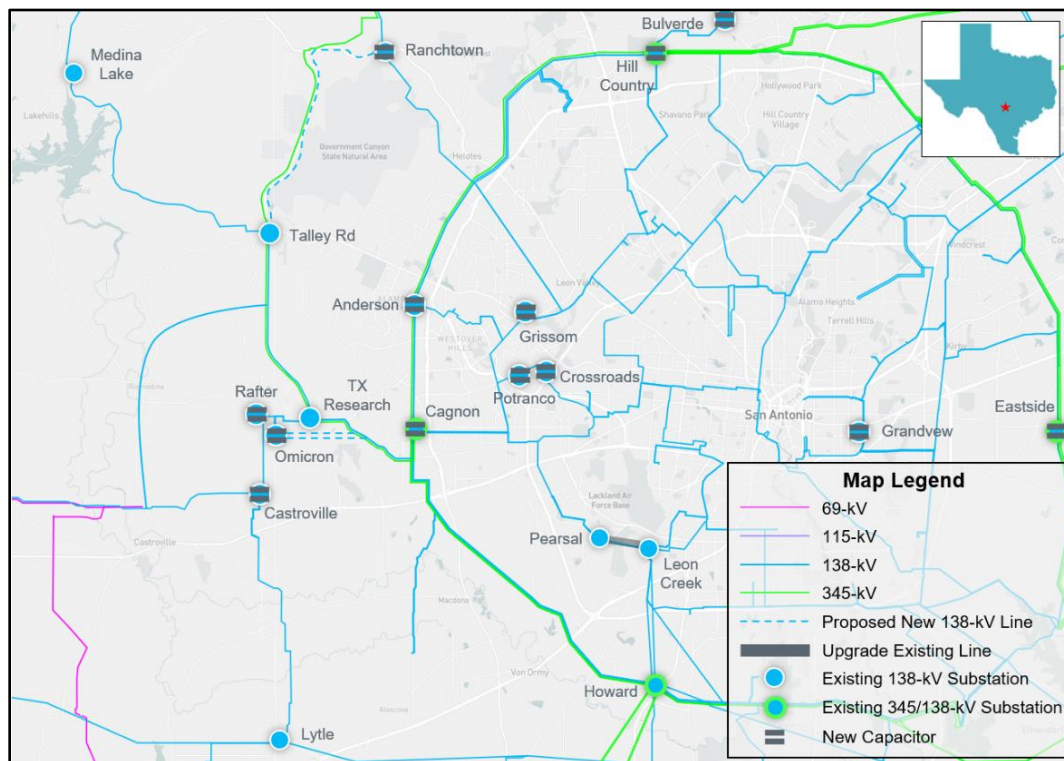 Bulverde
Medina
Lake
Ranchtown
Hill
Country
Hollywood Park
Lakehills
Shavano Park
Hill Country
Village
Government Canyon
State Natural Area
Helotes
Talley Rd
Windcrest
Leon Valley
Anderson
Alamo Heights
Terrell Hills
Grissom
WESTOVER
HILLS
Kirby
Crossroads
Potranco
Rafter
TX
Research
Cagnon
San Antonio
Eastside
Omicron
Grandvew
Castroville
Lackland Air
Force Base
Castroville
Pearsal
Leon
Creek
Macdona
Von Ormy
Howard
Lytle
Map Legend
69-kV
115-kV
138-kV
345-kV
Proposed New 138-kV Line
Upgrade Existing Line
Existing 138-kV Substation
Existing 345/138-kV Substation
New Capacitor